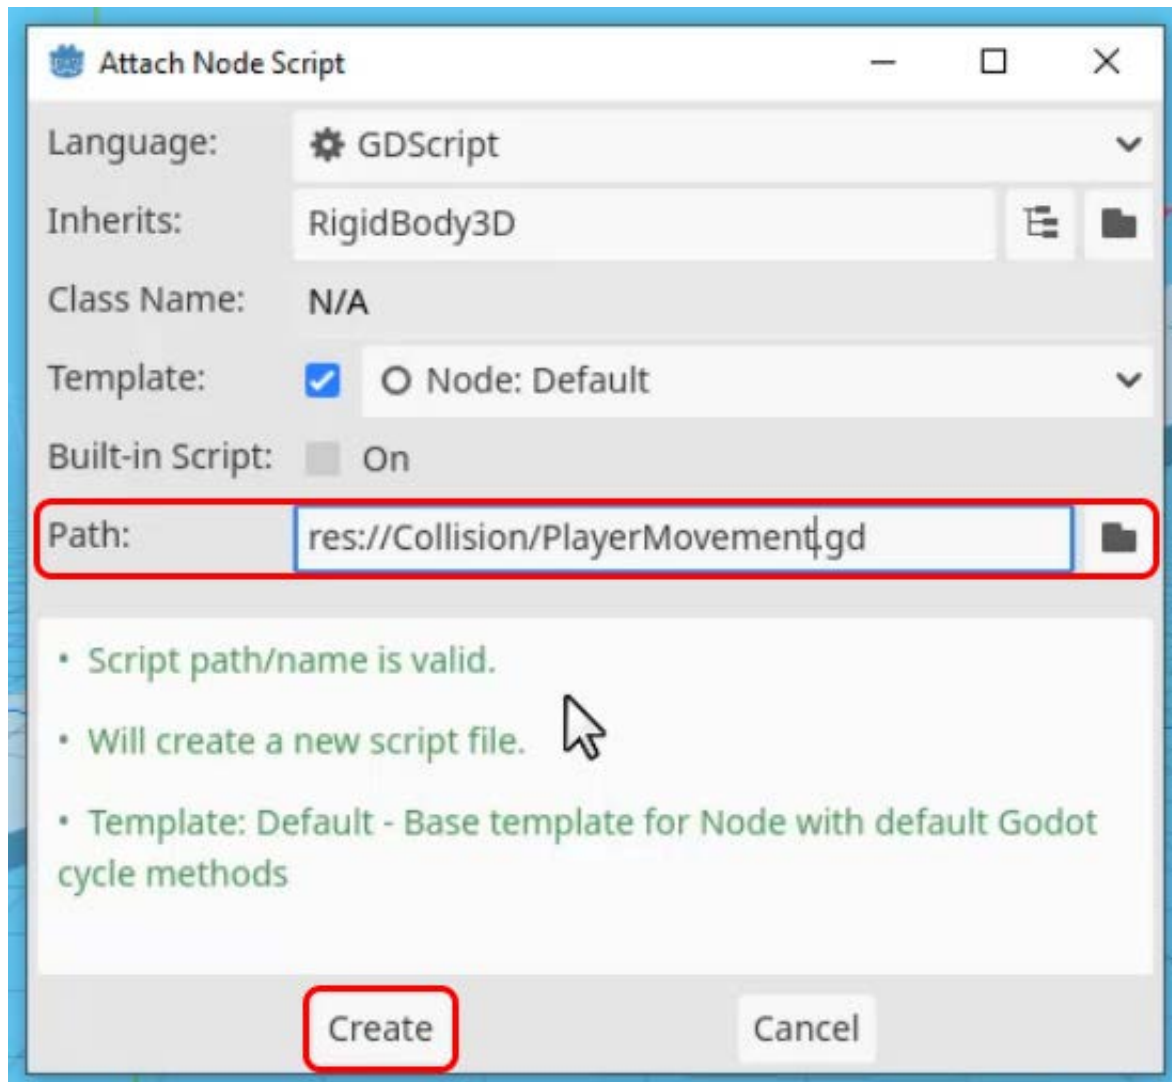 Attach Node Script
Language: GDScript
Inherits: RigidBody3D
Class Name: N/A
Template: Node: Default
Built-in Script: On
Path: res://Collision/PlayerMovement.gd
• Script path/name is valid.
• Will create a new script file.
• Template: Default - Base template for Node with default Godot
cycle methods
Create Cancel